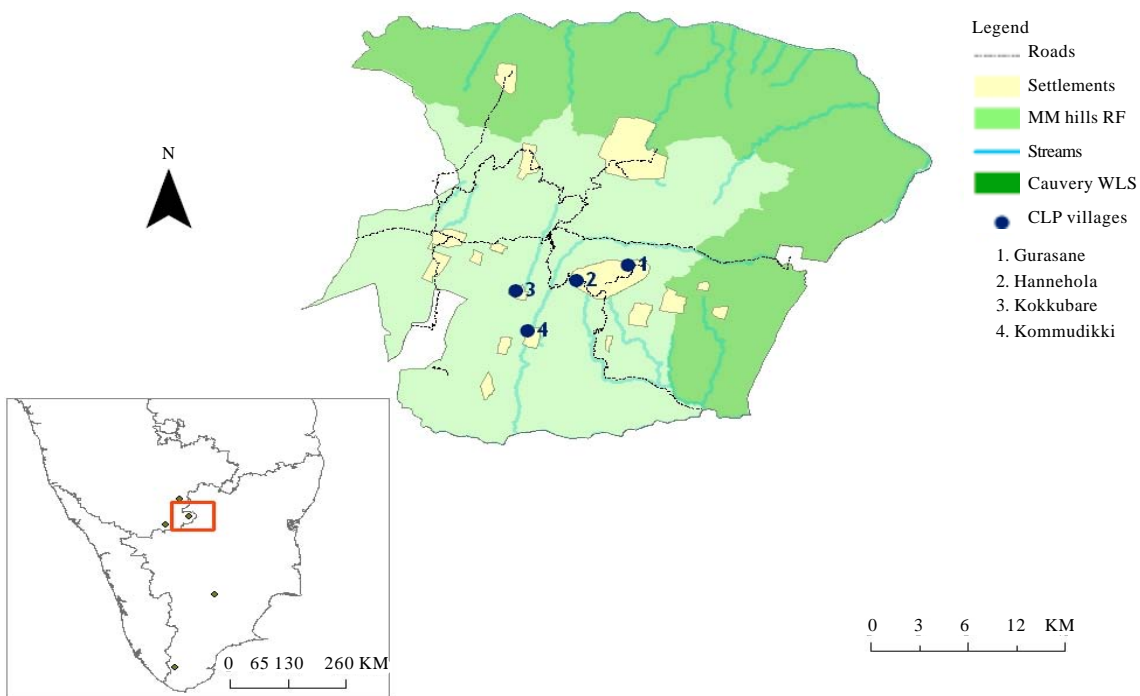 Legend
Roads
Settlements
MM hills RF
Streams
Cauvery WLS
CLP villages
1. Gurasane
2. Hannehola
3. Kokkubare
4. Kommudikki
N
1
2
3
4
0 65 130 260 KM
0 3 6 12 KM